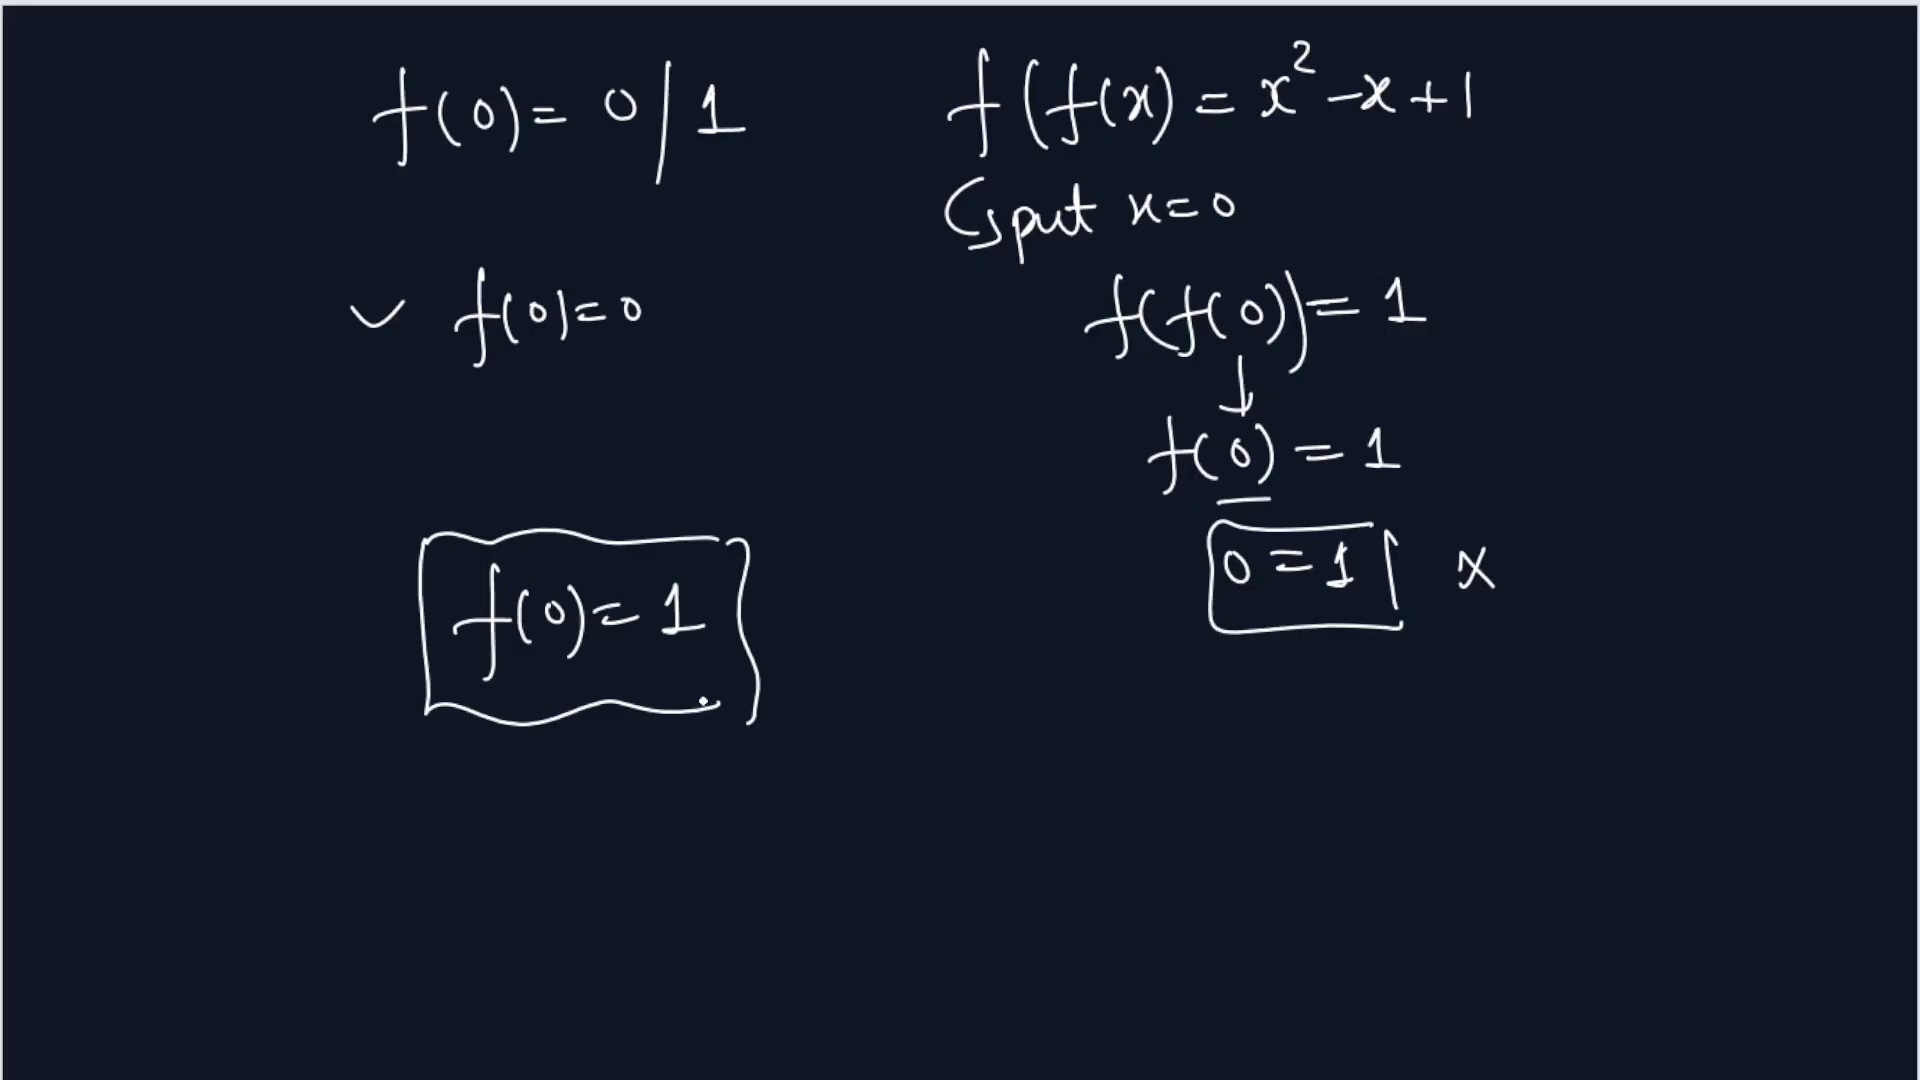 f(0) = 0 / 1
f(f(x) = x² - x + 1
put x = 0
f(0) = 0
f(f(0)) = 1
↓
f(0) = 1
0 = 1 x
f(0) = 1